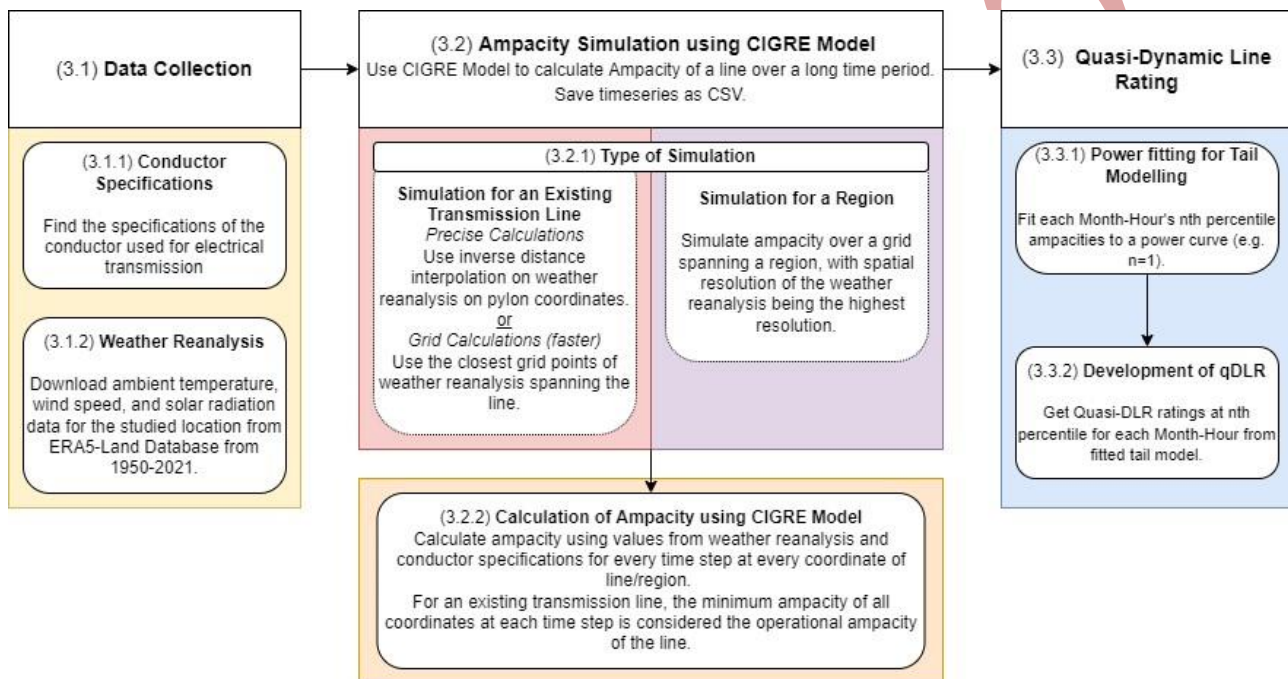 (3.1) Data Collection
(3.2) Ampacity Simulation using CIGRE Model
Use CIGRE Model to calculate Ampacity of a line over a long time period.
Save timeseries as CSV.
(3.3) Quasi-Dynamic Line
Rating
(3.1.1) Conductor
Specifications
Find the specifications of the
conductor used for electrical
transmission
(3.1.2) Weather Reanalysis
Download ambient temperature,
wind speed, and solar radiation
data for the studied location from
ERA5-Land Database from
1950-2021.
(3.2.1) Type of Simulation
Simulation for an Existing
Transmission Line
Precise Calculations
Use inverse distance
interpolation on weather
reanalysis on pylon coordinates.
or
Grid Calculations (faster)
Use the closest grid points of
weather reanalysis spanning the
line.
Simulation for a Region
Simulate ampacity over a grid
spanning a region, with spatial
resolution of the weather
reanalysis being the highest
resolution.
(3.2.2) Calculation of Ampacity using CIGRE Model
Calculate ampacity using values from weather reanalysis and
conductor specifications for every time step at every coordinate of
line/region.
For an existing transmission line, the minimum ampacity of all
coordinates at each time step is considered the operational ampacity
of the line.
(3.3.1) Power fitting for Tail
Modelling
Fit each Month-Hour's nth percentile
ampacities to a power curve (e.g.
n=1).
(3.3.2) Development of qDLR
Get Quasi-DLR ratings at nth
percentile for each Month-Hour from
fitted tail model.